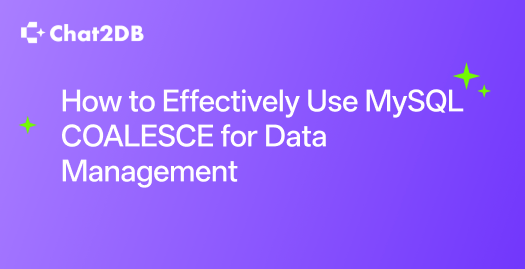 Chat2DB
How to Effectively Use MySQL
COALESCE for Data
Management